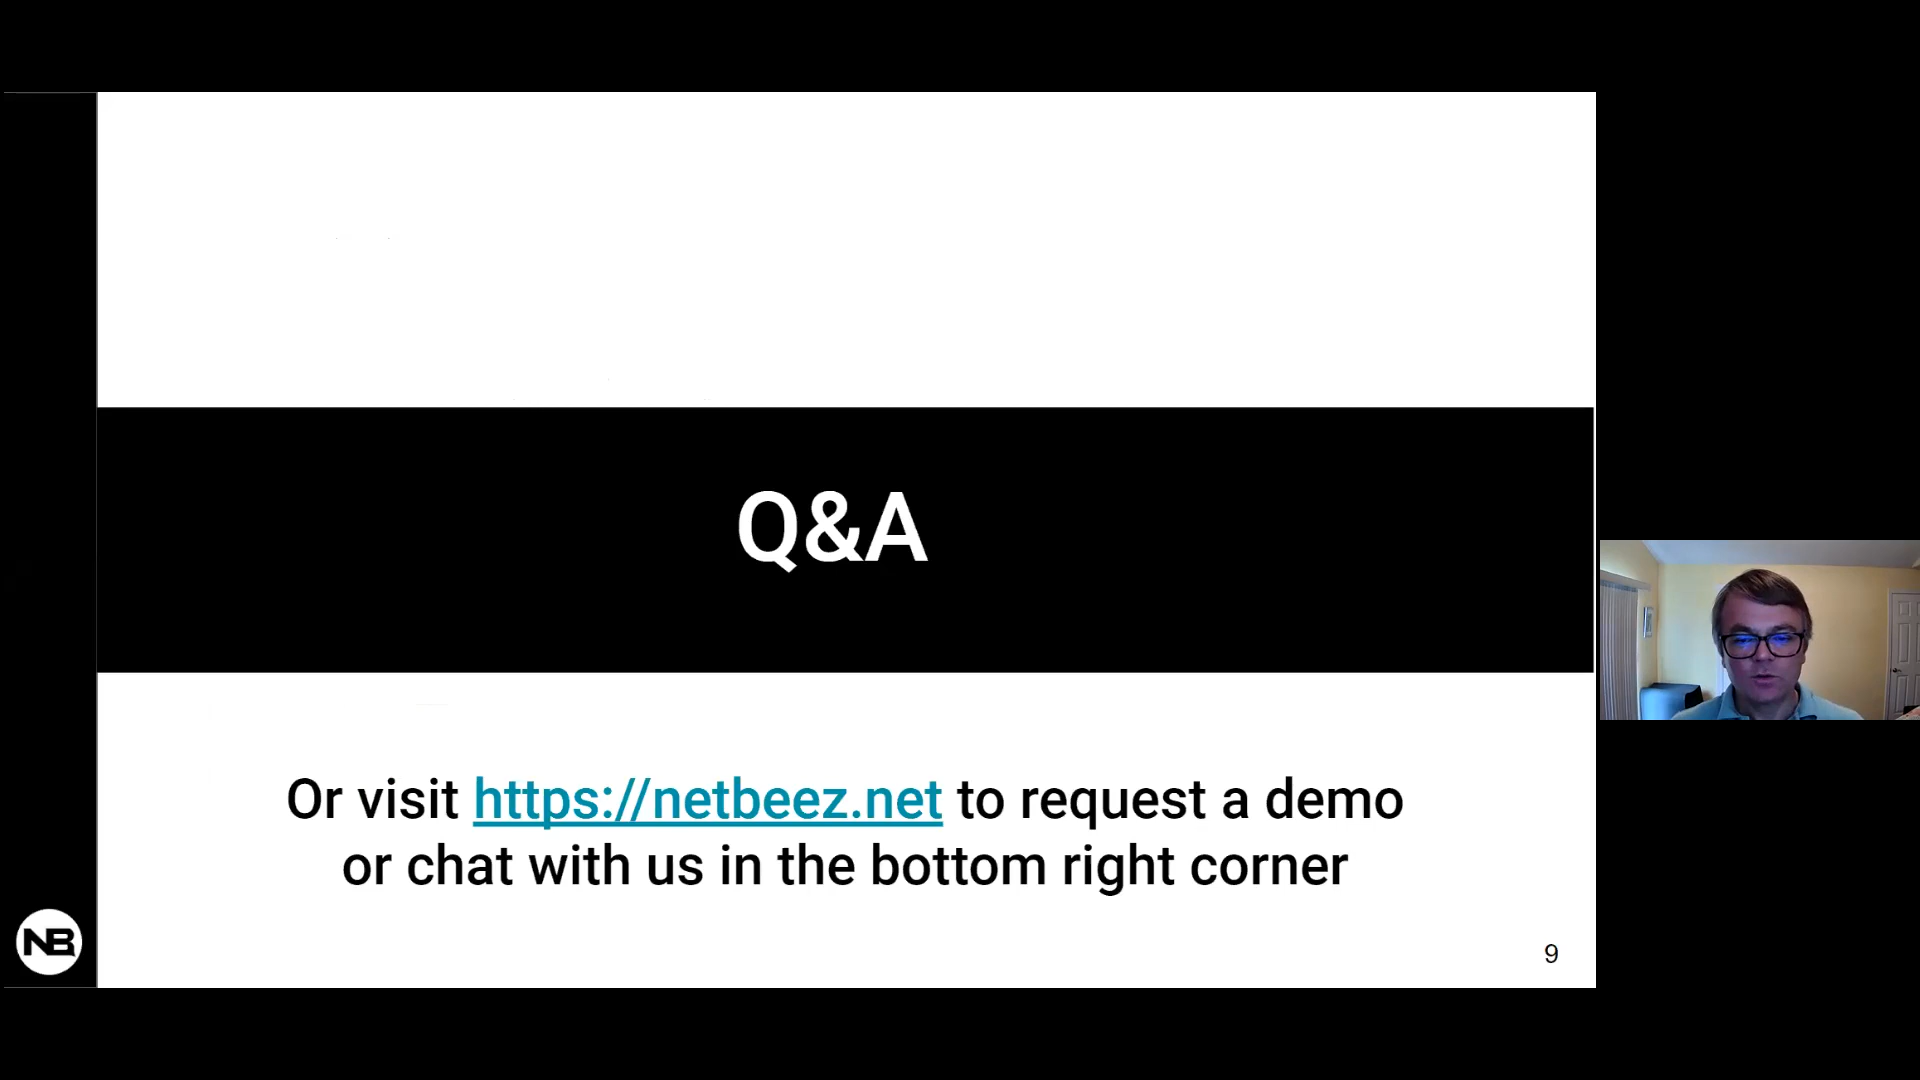 Q&A
Or visit https://netbeez.net to request a demo
or chat with us in the bottom right corner
NB
9